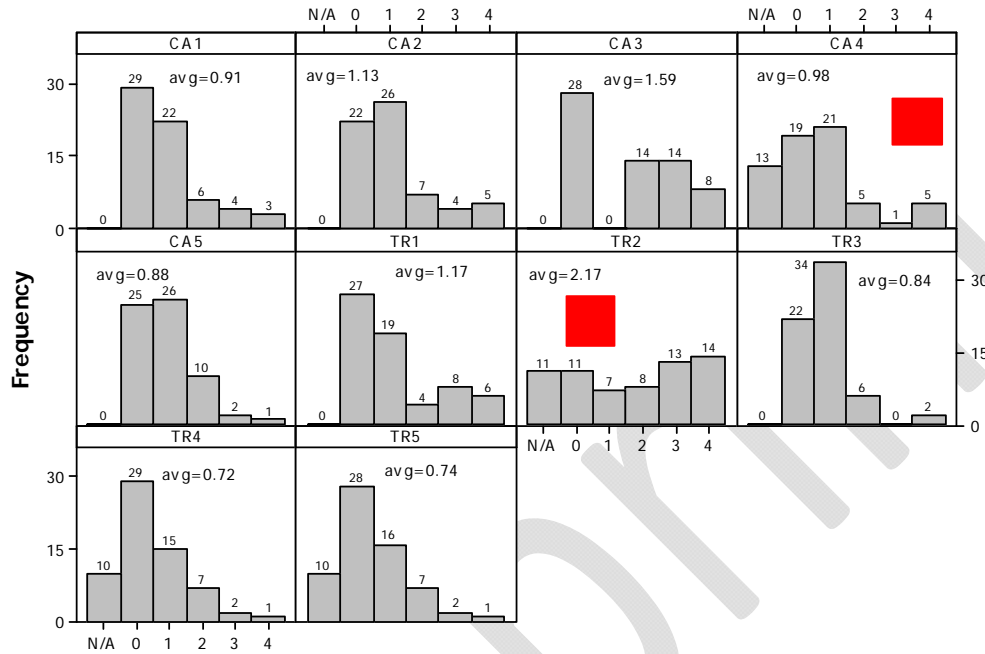 N/A 0 1 2 3 4
N/A 0 1 2 3 4
CA1
CA2
CA3
CA4
30
15
0
avg=0.91
0
29
22
6
4
3
avg=1.13
0
22
26
7
4
5
avg=1.59
0
28
0
14
14
8
avg=0.98
13
19
21
5
1
5
CA5
TR1
TR2
TR3
Frequency
avg=0.88
0
25
26
10
2
1
avg=1.17
0
27
19
4
8
6
avg=2.17
11
11
7
8
13
14
avg=0.84
0
22
34
6
0
2
30
15
0
N/A 0 1 2 3 4
TR4
TR5
30
15
0
avg=0.72
10
29
15
7
2
1
avg=0.74
10
28
16
7
2
1
N/A 0 1 2 3 4